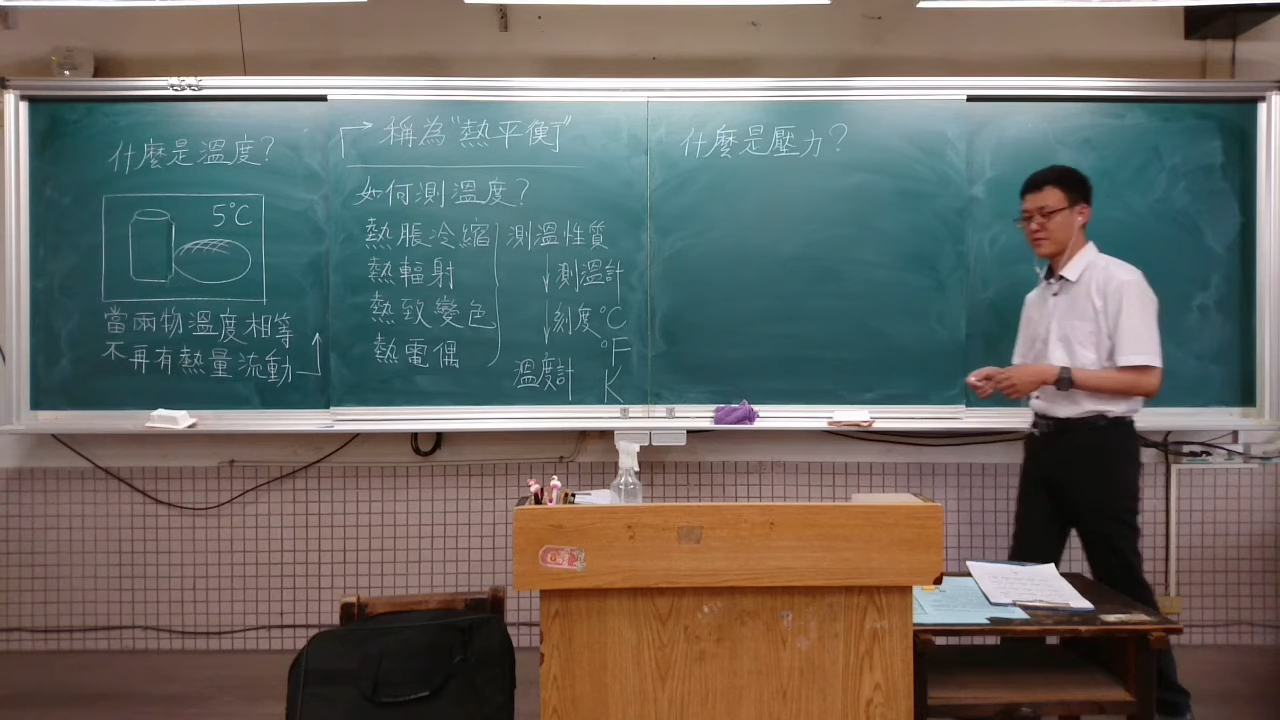 什麼是溫度?
5°C
當兩物溫度相等
不再有熱量流動
稱為"熱平衡"
如何測溫度?
熱脹冷縮
熱輻射
熱致變色
熱電偶
測溫性質
測溫計
刻度°C
°F
K
溫度計
什麼是壓力?